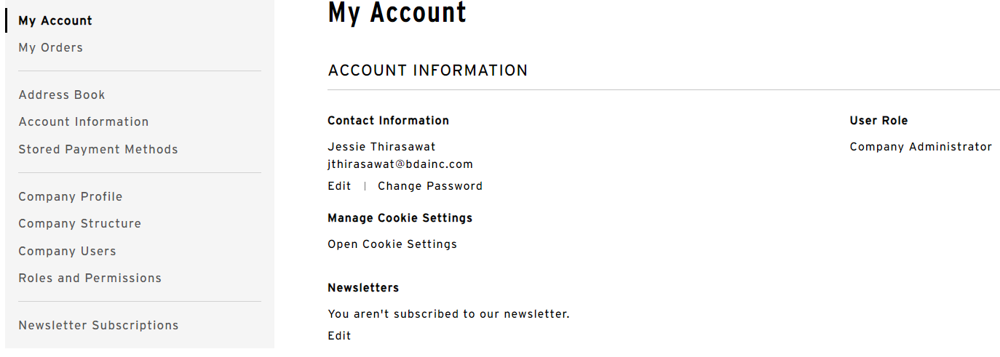 My Account
My Orders
Address Book
Account Information
Stored Payment Methods
Company Profile
Company Structure
Company Users
Roles and Permissions
Newsletter Subscriptions
My Account
ACCOUNT INFORMATION
Contact Information
Jessie Thirasawat
jthirasawat@bdainc.com
Edit | Change Password
User Role
Company Administrator
Manage Cookie Settings
Open Cookie Settings
Newsletters
You aren't subscribed to our newsletter.
Edit